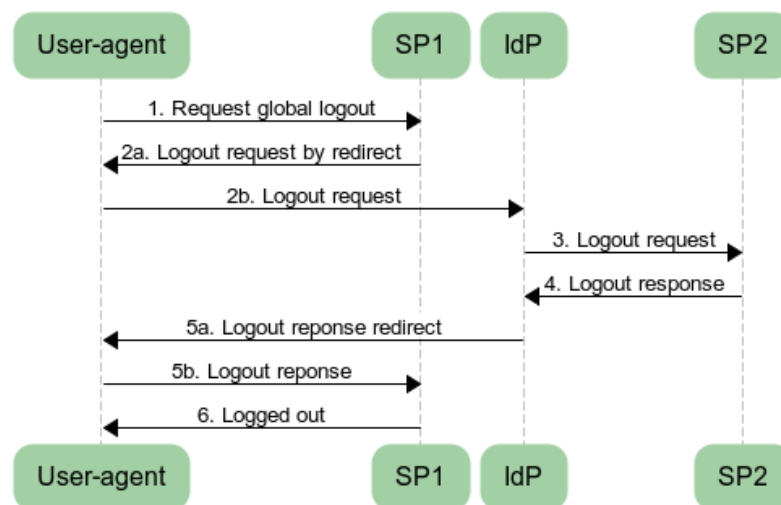 User-agent SP1 IdP SP2
1. Request global logout
2a. Logout request by redirect
2b. Logout request
3. Logout request
4. Logout response
5a. Logout reponse redirect
5b. Logout reponse
6. Logged out
User-agent SP1 IdP SP2